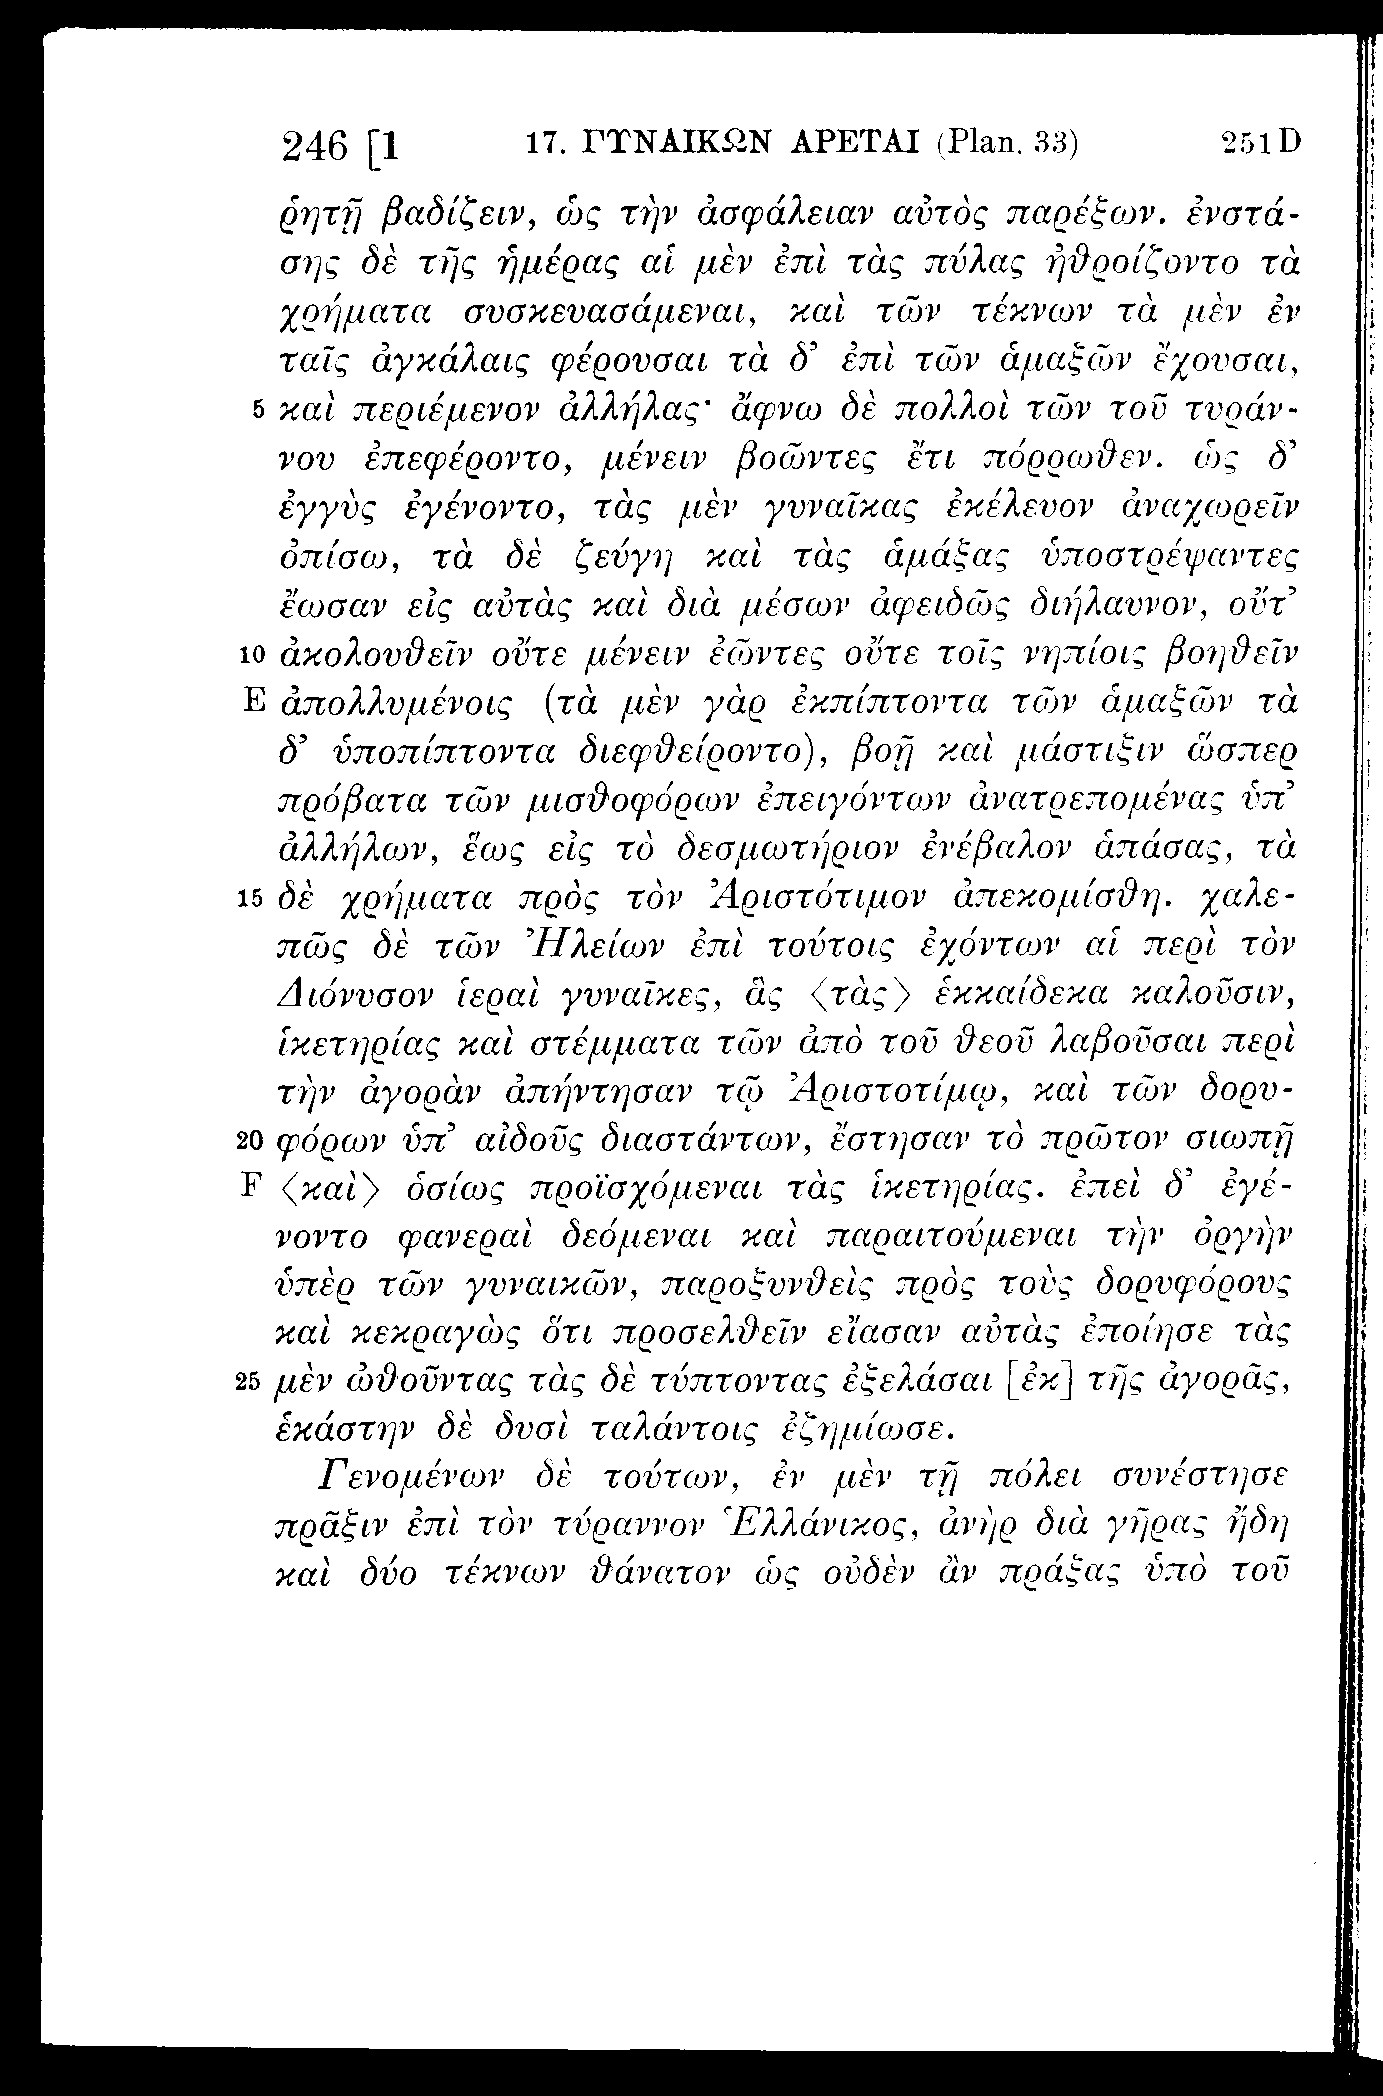 246 [1 17. ΓΥΝΑΙΚΩΝ ΑΡΕΤΑΙ (Plan. 33) 251D
ῥητῇ βαδίζειν, ὡς τὴν ἀσφάλειαν αὐτὸς παρέξων. ἐνστά-
σης δὲ τῆς ἡμέρας αἱ μὲν ἐπὶ τὰς πύλας ἠθροίζοντο τὰ
χρήματα συσκευασάμεναι, καὶ τῶν τέκνων τὰ μὲν ἐν
ταῖς ἀγκάλαις φέρουσαι τὰ δ’ ἐπὶ τῶν ἁμαξῶν ἔχουσαι,
5 καὶ περιέμενον ἀλλήλας· ἄφνω δὲ πολλοὶ τῶν τοῦ τυράν-
νου ἐπεφέροντο, μένειν βοῶντες ἔτι πόρρωθεν. ὡς δ’
ἐγγὺς ἐγένοντο, τὰς μὲν γυναῖκας ἐκέλευον ἀναχωρεῖν
ὀπίσω, τὰ δὲ ζεύγη καὶ τὰς ἁμάξας ὑποστρέψαντες
ἔωσαν εἰς αὐτὰς καὶ διὰ μέσων ἀφειδῶς διήλαυνον, οὔτ’
10 ἀκολουθεῖν οὔτε μένειν ἐῶντες οὔτε τοῖς νηπίοις βοηθεῖν
E ἀπολλυμένοις (τὰ μὲν γὰρ ἐκπίπτοντα τῶν ἁμαξῶν τὰ
δ’ ὑποπίπτοντα διεφθείροντο), βοῇ καὶ μάστιξιν ὥσπερ
πρόβατα τῶν μισθοφόρων ἐπειγόντων ἀνατρεπομένας ὑπ’
ἀλλήλων, ἕως εἰς τὸ δεσμωτήριον ἐνέβαλον ἁπάσας, τὰ
15 δὲ χρήματα πρὸς τὸν Ἀριστότιμον ἀπεκομίσθη. χαλε-
πῶς δὲ τῶν Ἠλείων ἐπὶ τούτοις ἐχόντων αἱ περὶ τὸν
Διόνυσον ἱεραὶ γυναῖκες, ἃς ⟨τὰς⟩ ἑκκαίδεκα καλοῦσιν,
ἱκετηρίας καὶ στέμματα τῶν ἀπὸ τοῦ θεοῦ λαβοῦσαι περὶ
τὴν ἀγορὰν ἀπήντησαν τῷ Ἀριστοτίμῳ, καὶ τῶν δορυ-
20 φόρων ὑπ’ αἰδοῦς διαστάντων, ἔστησαν τὸ πρῶτον σιωπῇ
F ⟨καὶ⟩ ὁσίως προϊσχόμεναι τὰς ἱκετηρίας. ἐπεὶ δ’ ἐγέ-
νοντο φανεραὶ δεόμεναι καὶ παραιτούμεναι τὴν ὀργὴν
ὑπὲρ τῶν γυναικῶν, παροξυνθεὶς πρὸς τοὺς δορυφόρους
καὶ κεκραγὼς ὅτι προσελθεῖν εἴασαν αὐτὰς ἐποίησε τὰς
25 μὲν ὠθοῦντας τὰς δὲ τύπτοντας ἐξελάσαι [ἐκ] τῆς ἀγορᾶς,
ἑκάστην δὲ δυσὶ ταλάντοις ἐζημίωσε.
Γενομένων δὲ τούτων, ἐν μὲν τῇ πόλει συνέστησε
πρᾶξιν ἐπὶ τὸν τύραννον Ἑλλάνικος, ἀνὴρ διὰ γῆρας ἤδη
καὶ δύο τέκνων θάνατον ὡς οὐδὲν ἂν πράξας ὑπὸ τοῦ